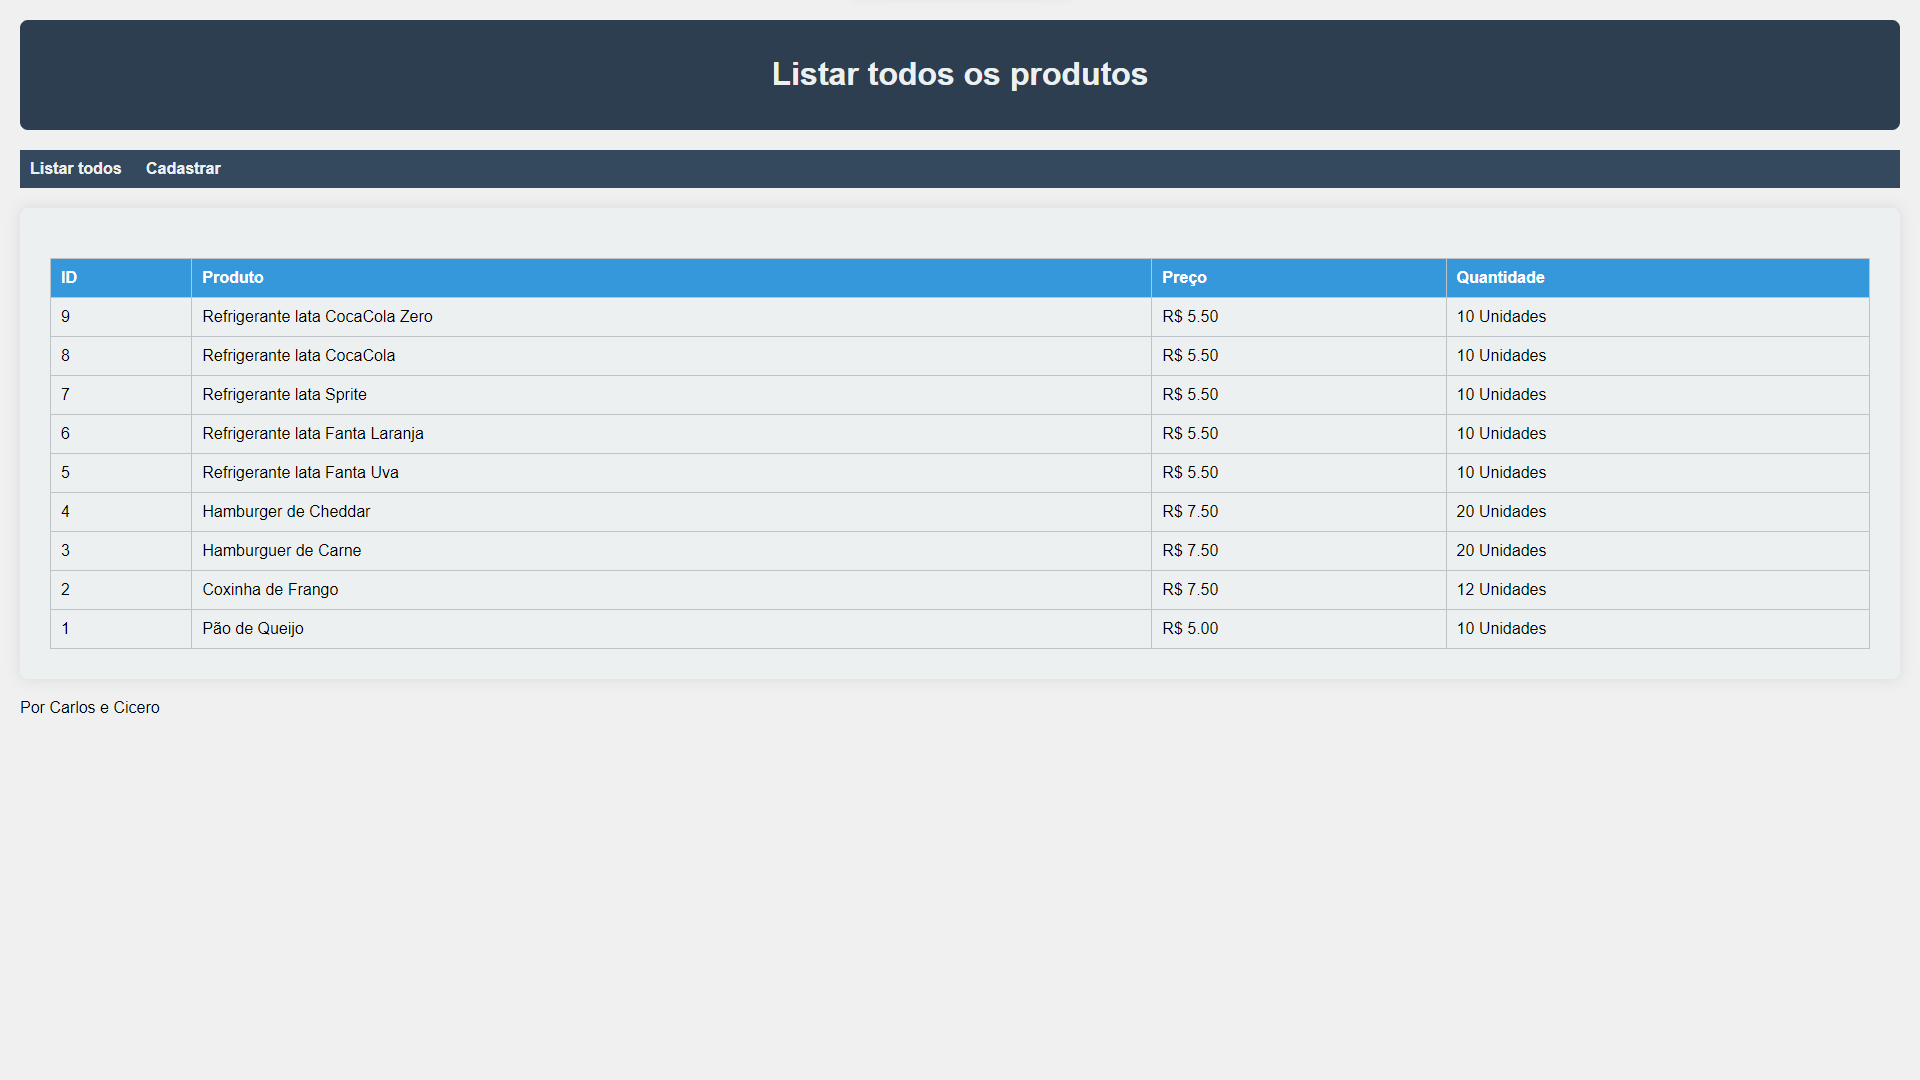 Listar todos os produtos
Listar todos Cadastrar
ID Produto Preço Quantidade
9 Refrigerante lata CocaCola Zero R$ 5.50 10 Unidades
8 Refrigerante lata CocaCola R$ 5.50 10 Unidades
7 Refrigerante lata Sprite R$ 5.50 10 Unidades
6 Refrigerante lata Fanta Laranja R$ 5.50 10 Unidades
5 Refrigerante lata Fanta Uva R$ 5.50 10 Unidades
4 Hamburger de Cheddar R$ 7.50 20 Unidades
3 Hamburguer de Carne R$ 7.50 20 Unidades
2 Coxinha de Frango R$ 7.50 12 Unidades
1 Pão de Queijo R$ 5.00 10 Unidades
Por Carlos e Cicero